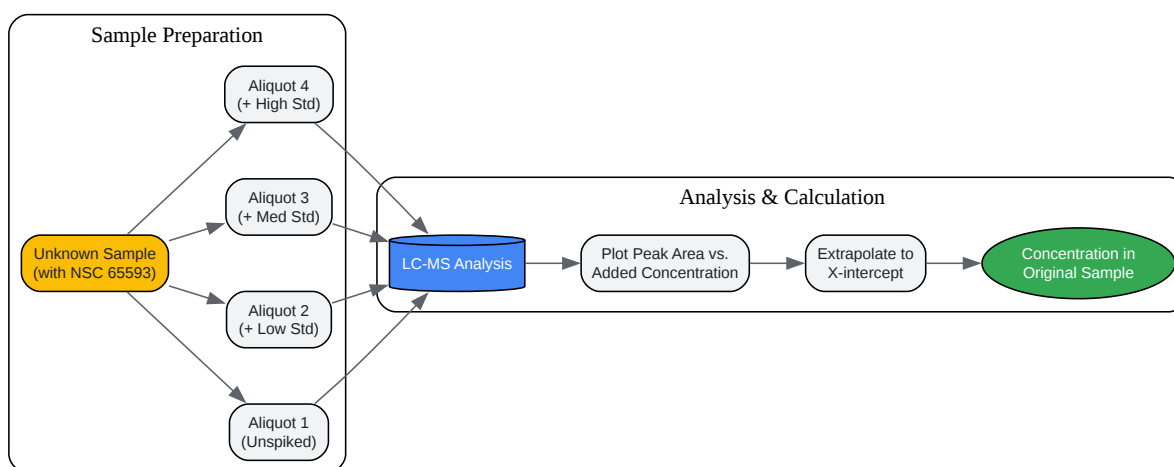 Sample Preparation
Aliquot 4
(+ High Std)
Aliquot 3
(+ Med Std)
Unknown Sample
(with NSC 65593)
Aliquot 2
(+ Low Std)
Aliquot 1
(Unspiked)
Analysis & Calculation
LC-MS Analysis
Plot Peak Area vs.
Added Concentration
Extrapolate to
X-intercept
Concentration in
Original Sample